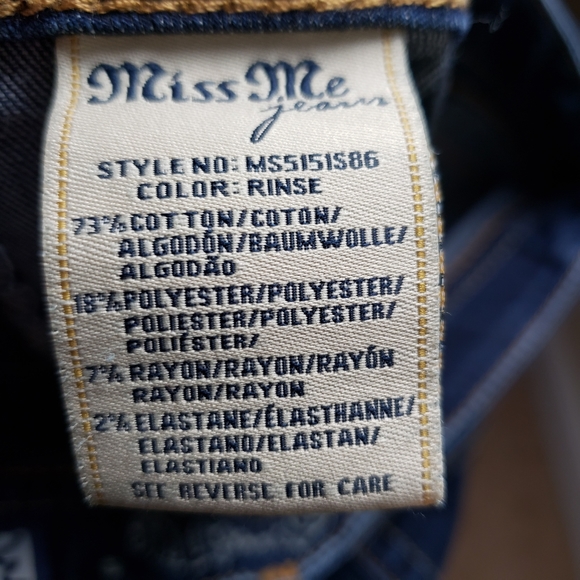 Miss Me
jeans
STYLE NO: MS5151S86
COLOR: RINSE
73% COTTON/COTON/
ALGODÓN/BAUMWOLLE/
ALGODÃO
18% POLYESTER/POLYESTER/
POLIESTER/POLYESTER/
POLIÉSTER/
7% RAYON/RAYON/RAYÓN
RAYON/RAYON
2% ELASTANE/ÉLASTHANNE/
ELASTANO/ELASTAN/
ELASTIANO
SEE REVERSE FOR CARE